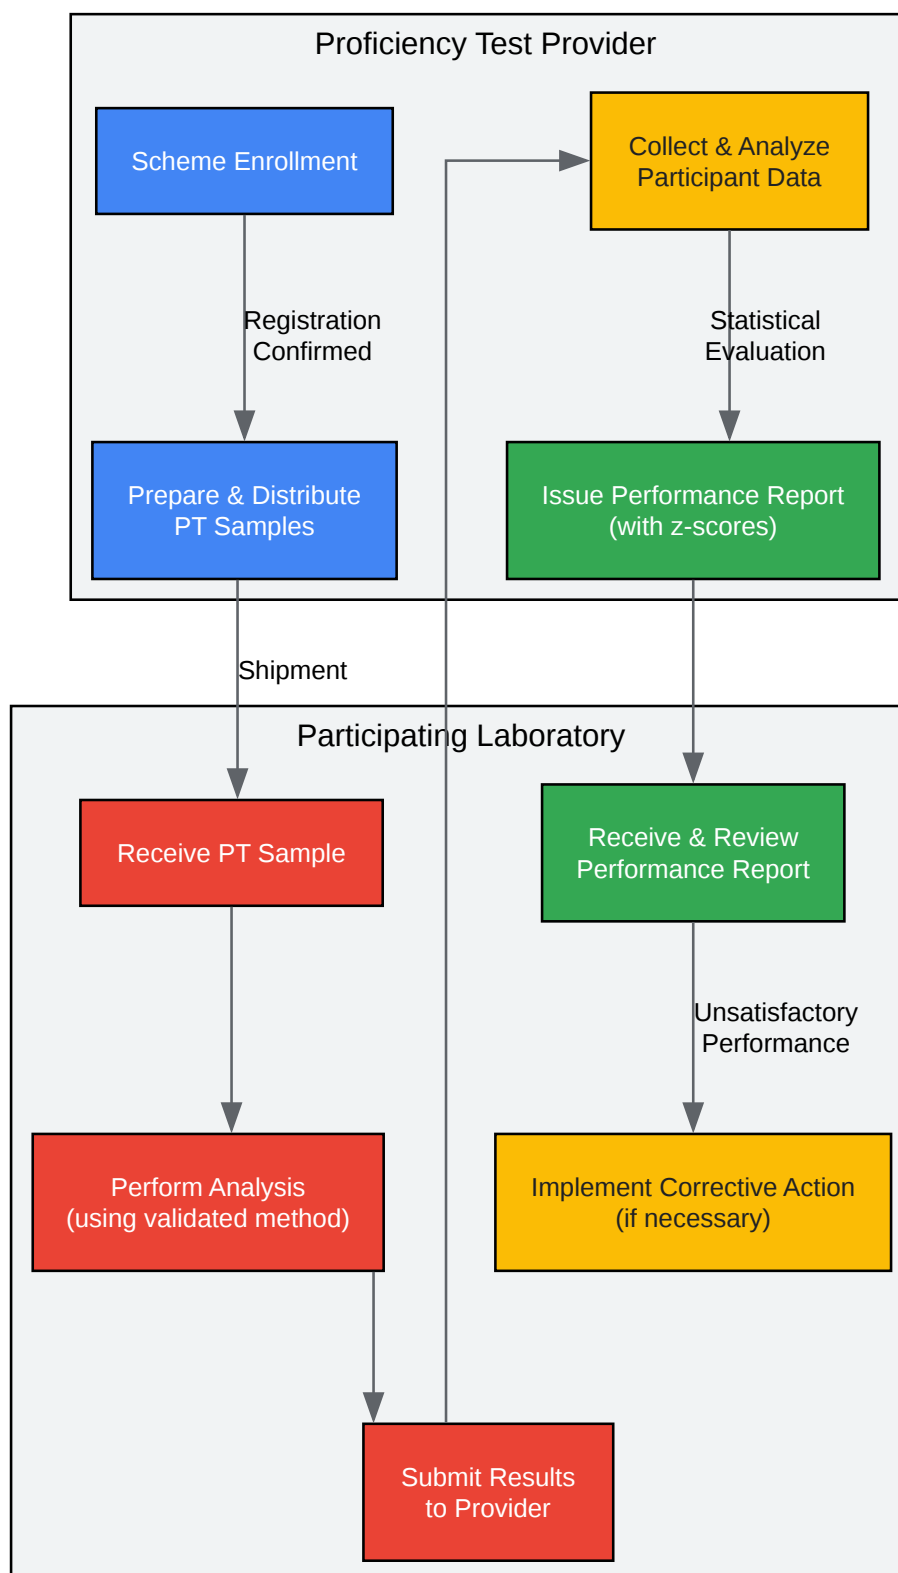 Proficiency Test Provider
Scheme Enrollment
Collect & Analyze
Participant Data
Registration
Confirmed
Statistical
Evaluation
Prepare & Distribute
PT Samples
Issue Performance Report
(with z-scores)
Shipment
Participating Laboratory
Receive PT Sample
Receive & Review
Performance Report
Unsatisfactory
Performance
Perform Analysis
(using validated method)
Implement Corrective Action
(if necessary)
Submit Results
to Provider